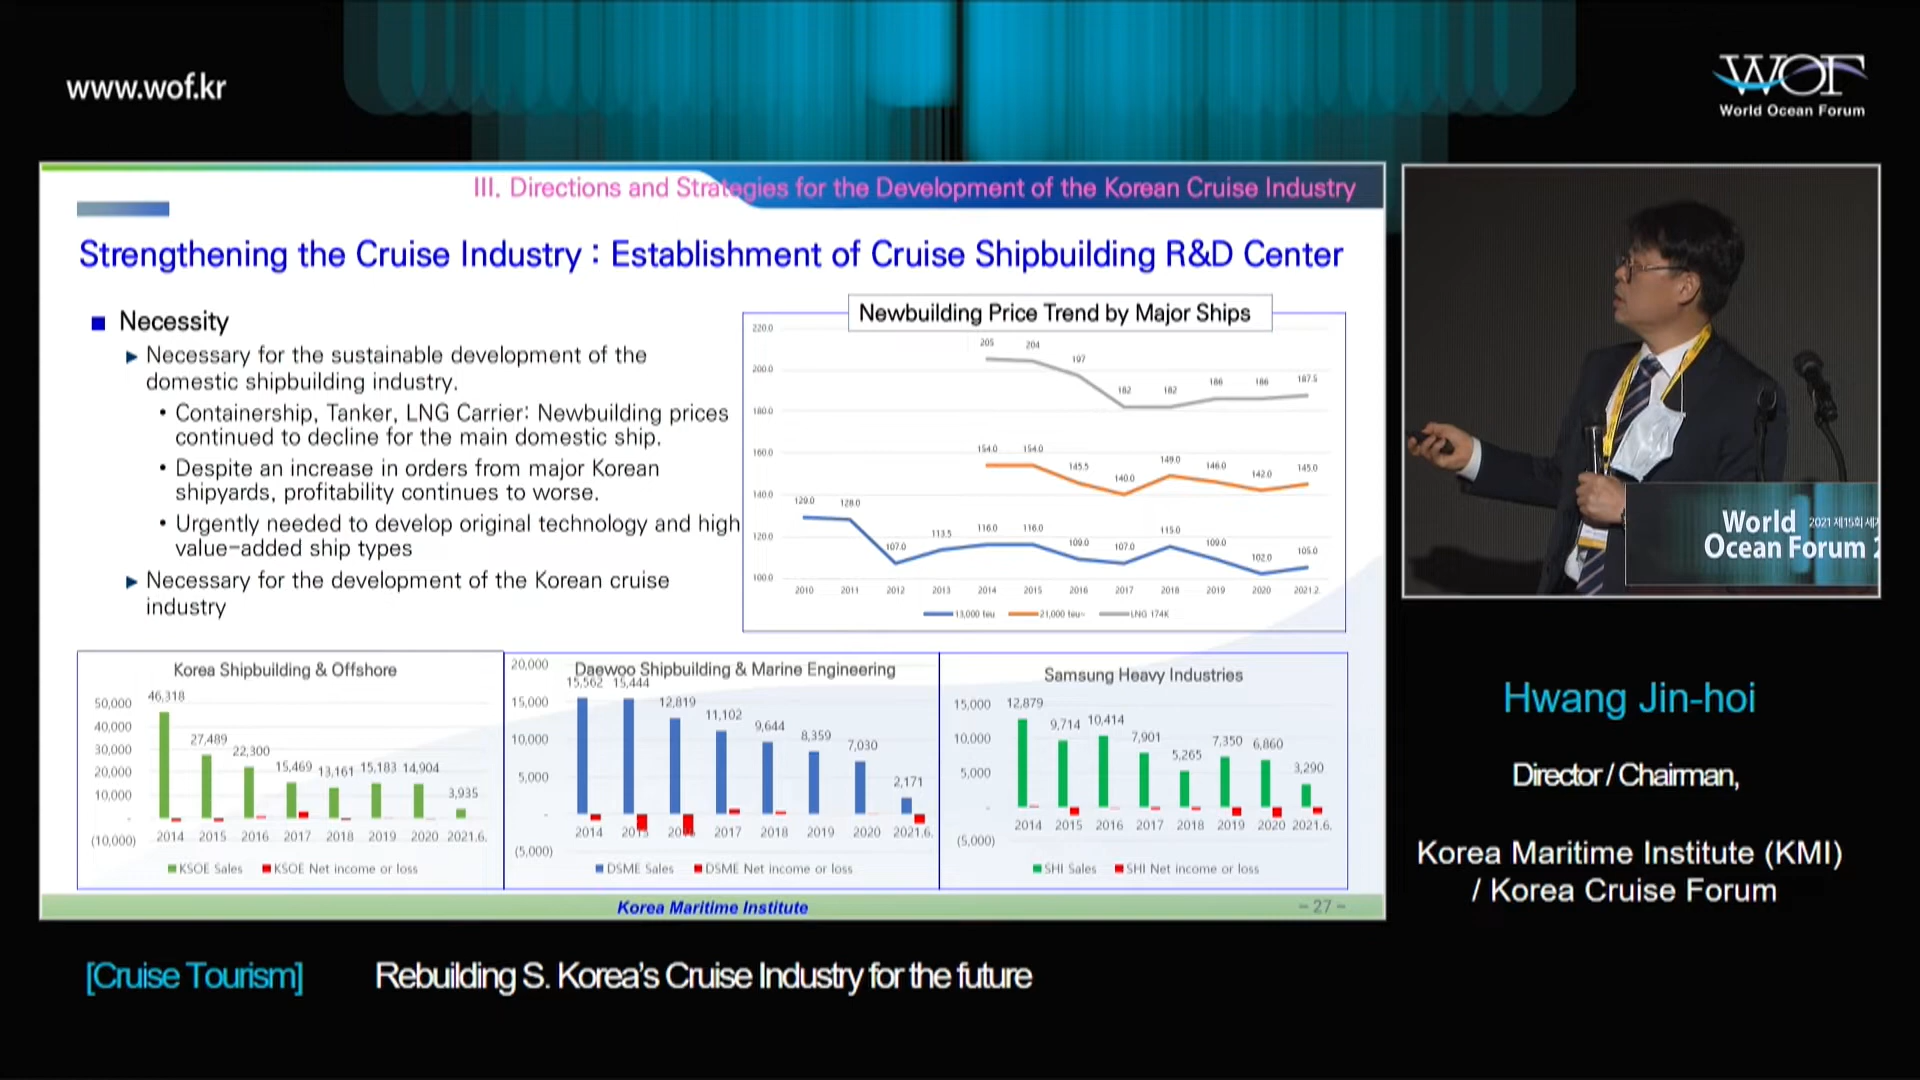 www.wof.kr
WOF
World Ocean Forum
III. Directions and Strategies for the Development of the Korean Cruise Industry
Strengthening the Cruise Industry : Establishment of Cruise Shipbuilding R&D Center
■ Necessity
▶ Necessary for the sustainable development of the
domestic shipbuilding industry.
• Containership, Tanker, LNG Carrier: Newbuilding prices
continued to decline for the main domestic ship.
• Despite an increase in orders from major Korean
shipyards, profitability continues to worse.
• Urgently needed to develop original technology and high
value-added ship types
▶ Necessary for the development of the Korean cruise
industry
Newbuilding Price Trend by Major Ships
220.0
205 204 197 182 182 186 186 187.5
200.0
180.0
160.0
154.0 154.0 145.5 140.0 149.0 146.0 142.0 145.0
140.0
129.0 128.0 107.0 113.5 116.0 116.0 109.0 107.0 115.0 109.0 102.0 105.0
120.0
100.0
2010 2011 2012 2013 2014 2015 2016 2017 2018 2019 2020 2021.2
13,000 teu 21,000 teu~ LNG 174K
Korea Shipbuilding & Offshore
50,000
40,000
30,000
20,000
10,000
-
(10,000)
46,318 27,489 22,300 15,469 13,161 15,183 14,904 3,935
2014 2015 2016 2017 2018 2019 2020 2021.6.
KSOE Sales KSOE Net income or loss
Daewoo Shipbuilding & Marine Engineering
20,000
15,000
10,000
5,000
-
(5,000)
15,562 15,444 12,819 11,102 9,644 8,359 7,030 2,171
2014 2017 2018 2019 2020 2021.6.
DSME Sales DSME Net income or loss
Samsung Heavy Industries
15,000
10,000
5,000
-
(5,000)
12,879 9,714 10,414 7,901 5,265 7,350 6,860 3,290
2014 2015 2016 2017 2018 2019 2020 2021.6.
SHI Sales SHI Net income or loss
Korea Maritime Institute
- 27 -
World 2021 제15회
Ocean Forum
Hwang Jin-hoi
Director / Chairman,
Korea Maritime Institute (KMI)
/ Korea Cruise Forum
[Cruise Tourism] Rebuilding S. Korea's Cruise Industry for the future